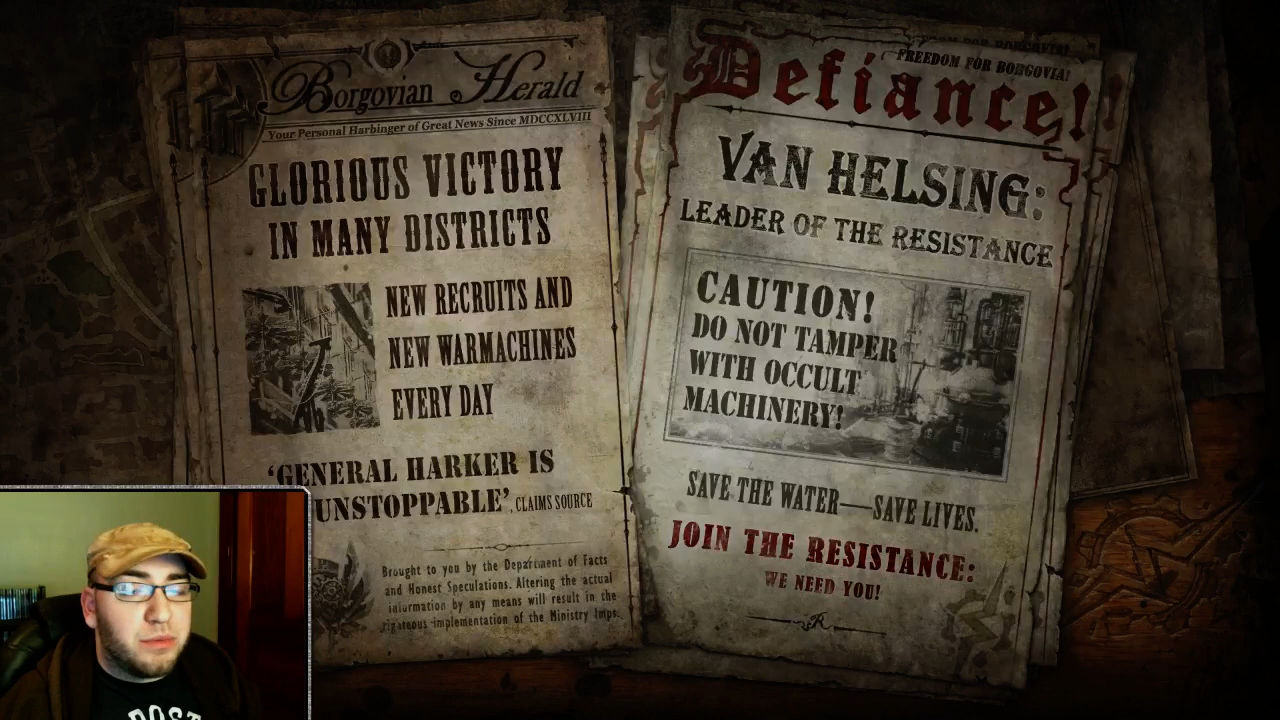 Borgovian Herald
Your Personal Harbinger of Great News Since MDCCXLVIII
GLORIOUS VICTORY
IN MANY DISTRICTS
NEW RECRUITS AND
NEW WARMACHINES
EVERY DAY
'GENERAL HARKER IS
UNSTOPPABLE', CLAIMS SOURCE
Brought to you by the Department of Facts
and Honest Speculations. Altering the actual
information by any means will result in the
rigateous implementation of the Ministry Imps.
FREEDOM FOR BORGOVIA!
Defiance!
VAN HELSING:
LEADER OF THE RESISTANCE
CAUTION!
DO NOT TAMPER
WITH OCCULT
MACHINERY!
SAVE THE WATER—SAVE LIVES.
JOIN THE RESISTANCE:
WE NEED YOU!
R